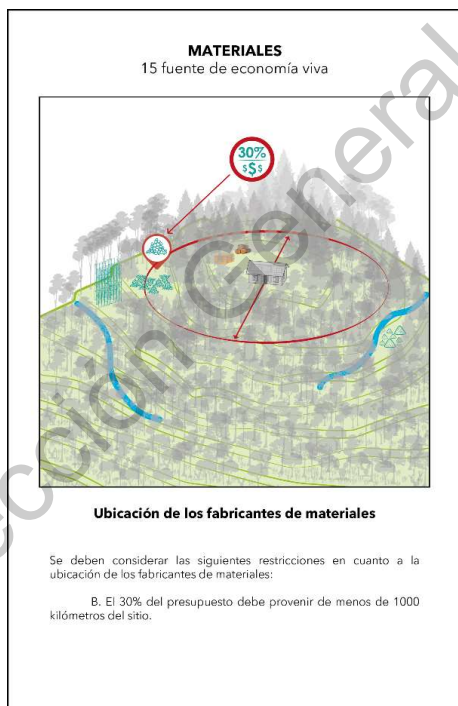 MATERIALES
15 fuente de economía viva
30%
$$$
Ubicación de los fabricantes de materiales
Se deben considerar las siguientes restricciones en cuanto a la
ubicación de los fabricantes de materiales:
B. El 30% del presupuesto debe provenir de menos de 1000
kilómetros del sitio.
ección General